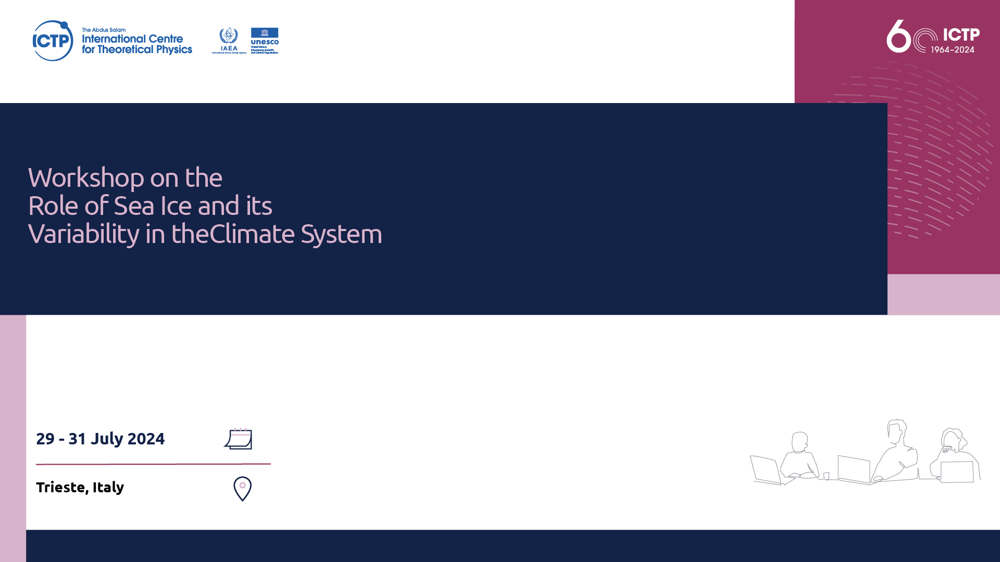 ICTP
The Abdus Salam
International Centre
for Theoretical Physics
IAEA
International Atomic Energy Agency
unesco
United Nations
Educational, Scientific
and Cultural Organization
60 ICTP
1964-2024
Workshop on the
Role of Sea Ice and its
Variability in theClimate System
29 - 31 July 2024
Trieste, Italy